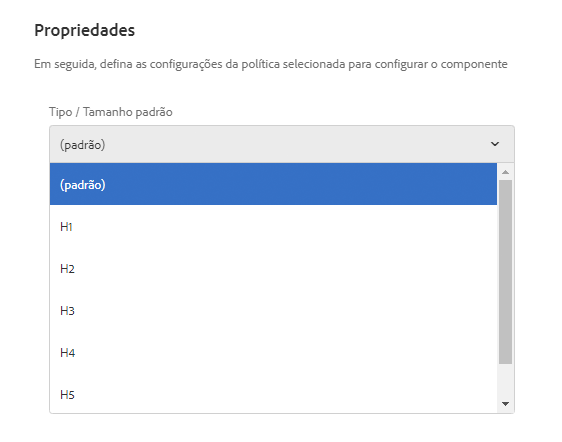 Propriedades
Em seguida, defina as configurações da política selecionada para configurar o componente
Tipo / Tamanho padrão
(padrão)
(padrão)
H1
H2
H3
H4
H5